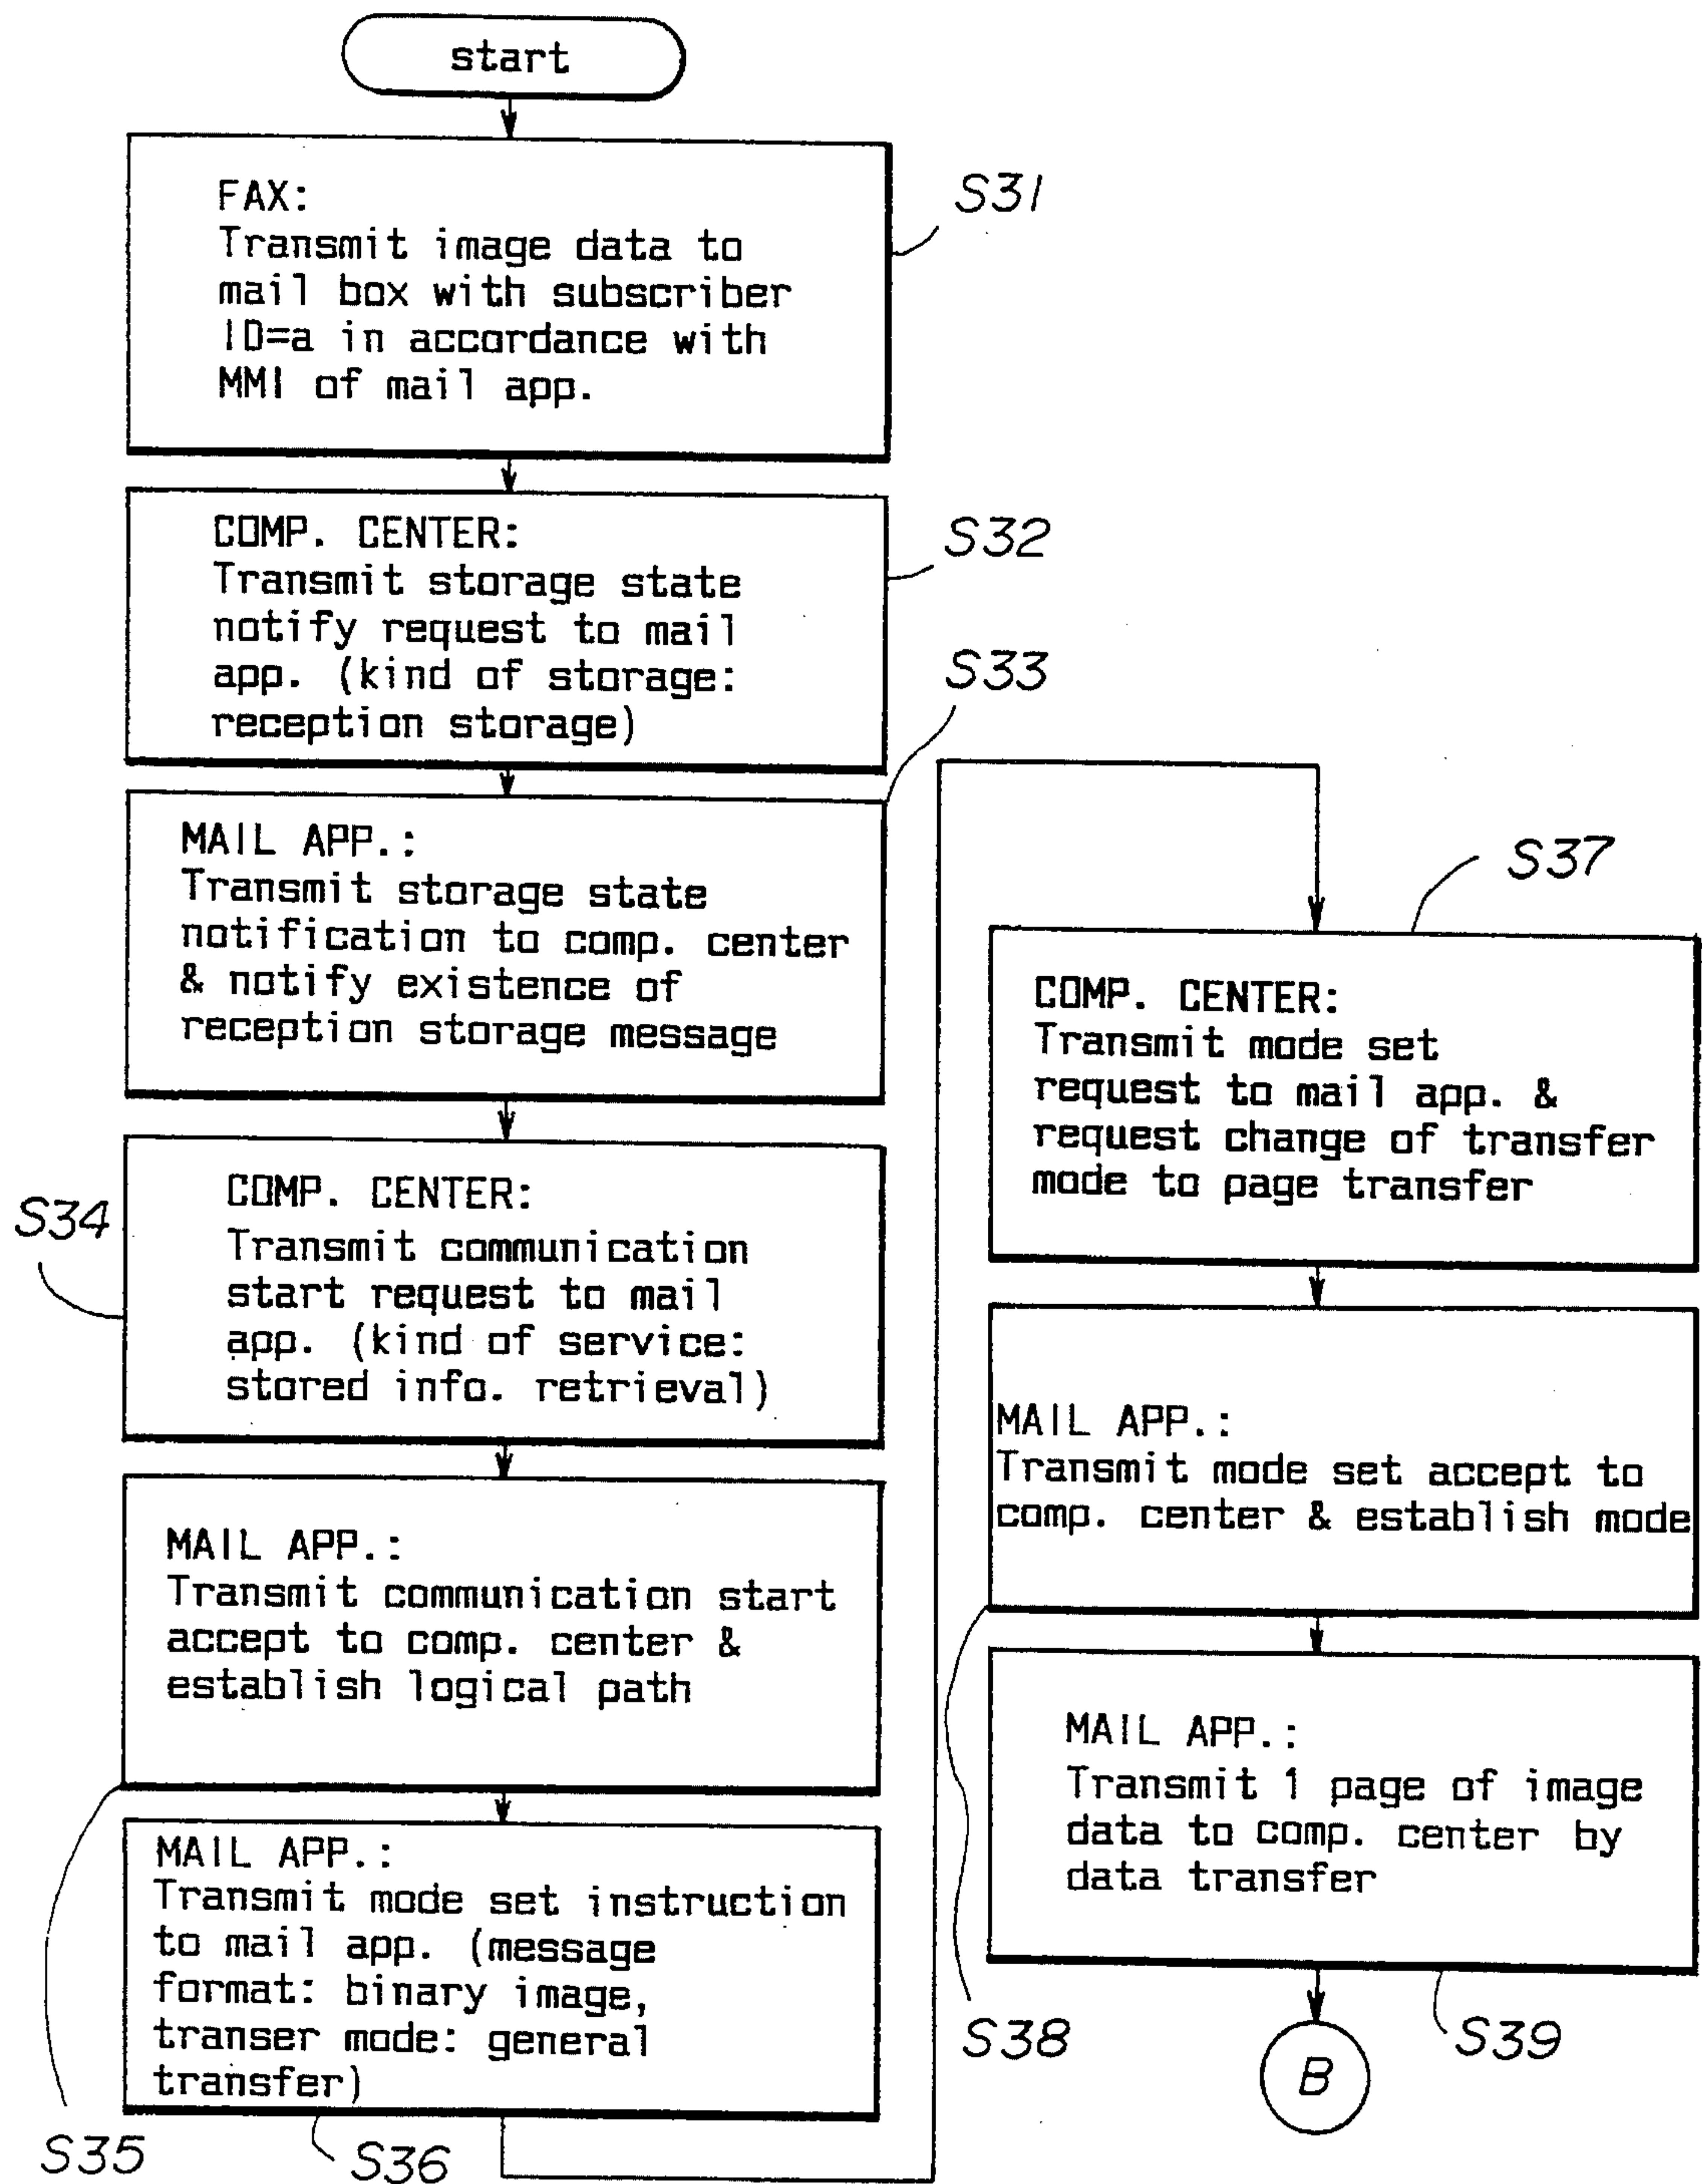 start
FAX:
Transmit image data to
mail box with subscriber
ID=a in accordance with
MMI of mail app.
S31
COMP. CENTER:
Transmit storage state
notify request to mail
app. (kind of storage:
reception storage)
S32
MAIL APP.:
Transmit storage state
notification to comp. center
& notify existence of
reception storage message
S33
COMP. CENTER:
Transmit communication
start request to mail
app. (kind of service:
stored info. retrieval)
S34
MAIL APP.:
Transmit communication start
accept to comp. center &
establish logical path
S35
MAIL APP.:
Transmit mode set instruction
to mail app. (message
format: binary image,
transer mode: general
transfer)
S36
COMP. CENTER:
Transmit mode set
request to mail app. &
request change of transfer
mode to page transfer
S37
MAIL APP.:
Transmit mode set accept to
comp. center & establish mode
S38
MAIL APP.:
Transmit 1 page of image
data to comp. center by
data transfer
S39
B